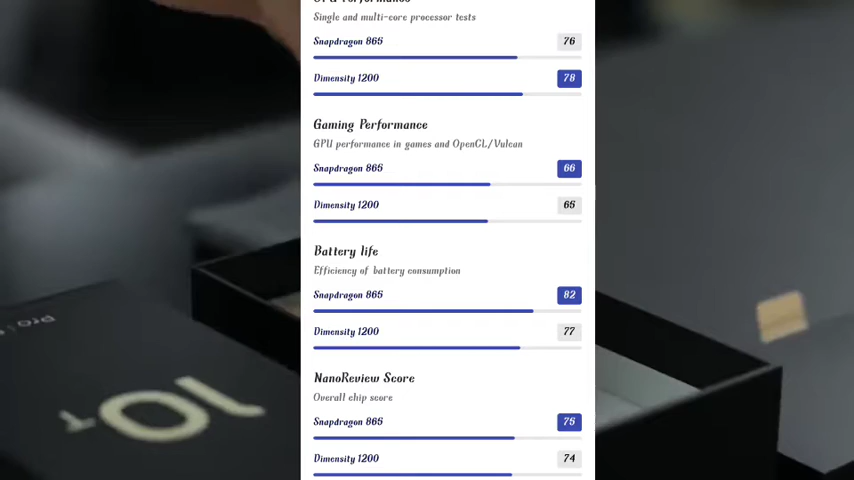 Single and multi-core processor tests
Snapdragon 865
76
Dimensity 1200
78
Gaming Performance
GPU performance in games and OpenCL/Vulcan
Snapdragon 865
66
Dimensity 1200
65
Battery life
Efficiency of battery consumption
Snapdragon 865
82
Dimensity 1200
77
NanoReview Score
Overall chip score
Snapdragon 865
75
Dimensity 1200
74
Pro
10T